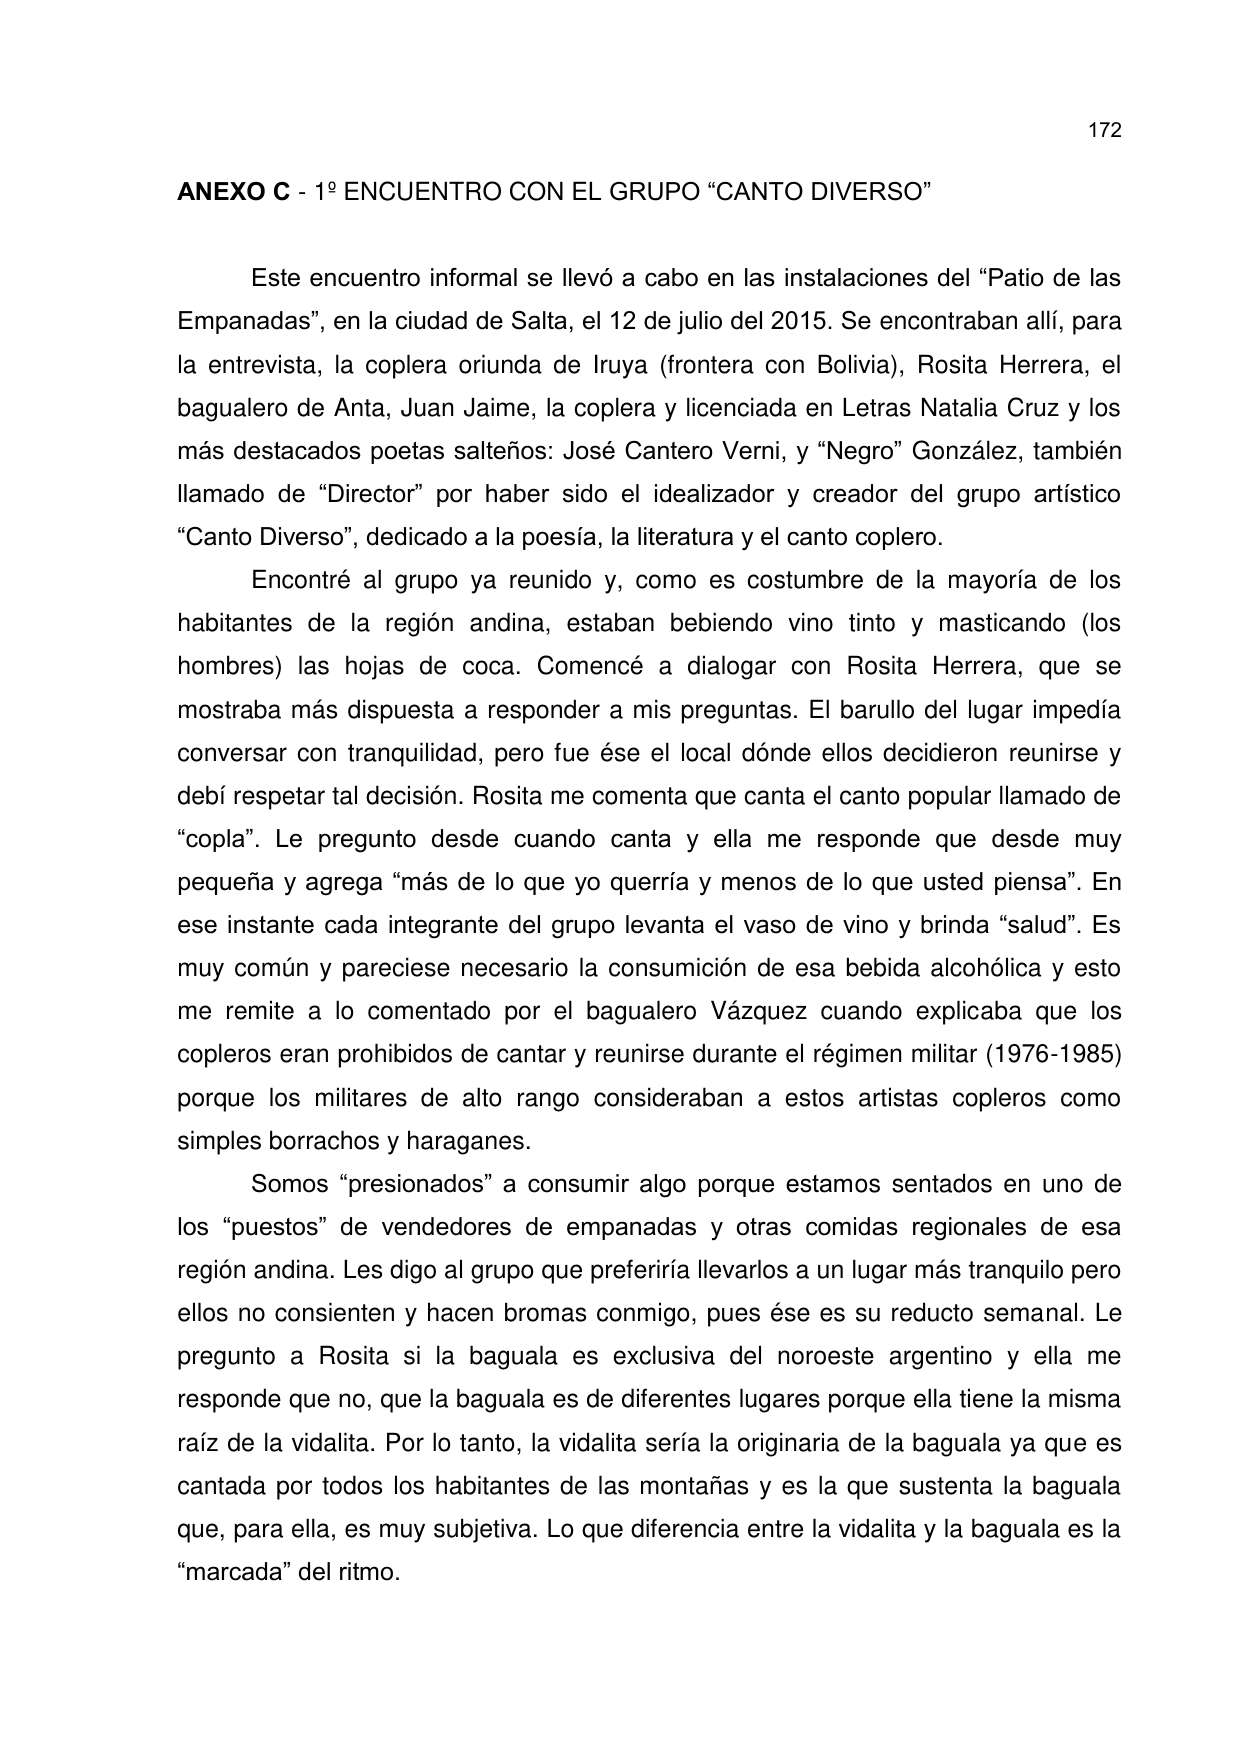 172
ANEXO C - 1º ENCUENTRO CON EL GRUPO “CANTO DIVERSO”
Este encuentro informal se llevó a cabo en las instalaciones del “Patio de las
Empanadas”, en la ciudad de Salta, el 12 de julio del 2015. Se encontraban allí, para
la entrevista, la coplera oriunda de Iruya (frontera con Bolivia), Rosita Herrera, el
bagualero de Anta, Juan Jaime, la coplera y licenciada en Letras Natalia Cruz y los
más destacados poetas salteños: José Cantero Verni, y “Negro” González, también
llamado de “Director” por haber sido el idealizador y creador del grupo artístico
“Canto Diverso”, dedicado a la poesía, la literatura y el canto coplero.
Encontré al grupo ya reunido y, como es costumbre de la mayoría de los
habitantes de la región andina, estaban bebiendo vino tinto y masticando (los
hombres) las hojas de coca. Comencé a dialogar con Rosita Herrera, que se
mostraba más dispuesta a responder a mis preguntas. El barullo del lugar impedía
conversar con tranquilidad, pero fue ése el local dónde ellos decidieron reunirse y
debí respetar tal decisión. Rosita me comenta que canta el canto popular llamado de
“copla”. Le pregunto desde cuando canta y ella me responde que desde muy
pequeña y agrega “más de lo que yo querría y menos de lo que usted piensa”. En
ese instante cada integrante del grupo levanta el vaso de vino y brinda “salud”. Es
muy común y pareciese necesario la consumición de esa bebida alcohólica y esto
me remite a lo comentado por el bagualero Vázquez cuando explicaba que los
copleros eran prohibidos de cantar y reunirse durante el régimen militar (1976-1985)
porque los militares de alto rango consideraban a estos artistas copleros como
simples borrachos y haraganes.
Somos “presionados” a consumir algo porque estamos sentados en uno de
los “puestos” de vendedores de empanadas y otras comidas regionales de esa
región andina. Les digo al grupo que preferiría llevarlos a un lugar más tranquilo pero
ellos no consienten y hacen bromas conmigo, pues ése es su reducto semanal. Le
pregunto a Rosita si la baguala es exclusiva del noroeste argentino y ella me
responde que no, que la baguala es de diferentes lugares porque ella tiene la misma
raíz de la vidalita. Por lo tanto, la vidalita sería la originaria de la baguala ya que es
cantada por todos los habitantes de las montañas y es la que sustenta la baguala
que, para ella, es muy subjetiva. Lo que diferencia entre la vidalita y la baguala es la
“marcada” del ritmo.